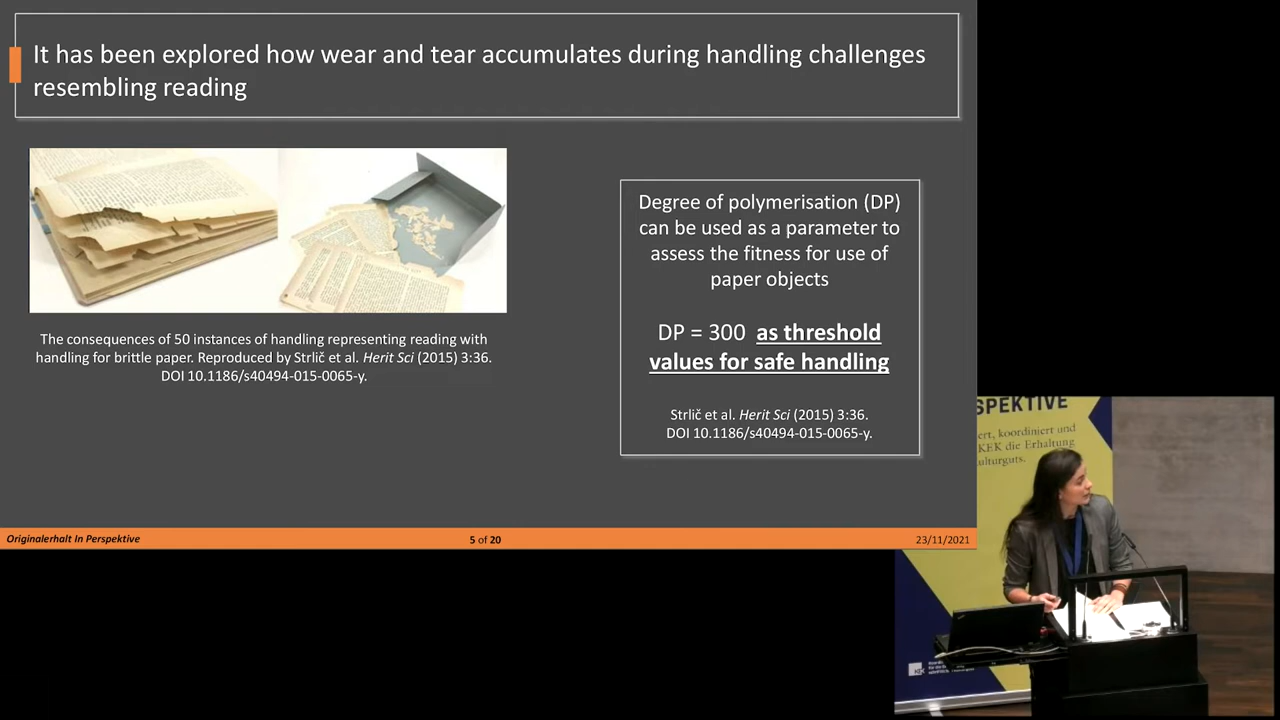 It has been explored how wear and tear accumulates during handling challenges
resembling reading
The consequences of 50 instances of handling representing reading with
handling for brittle paper. Reproduced by Strlič et al. Herit Sci (2015) 3:36.
DOI 10.1186/s40494-015-0065-y.
Degree of polymerisation (DP)
can be used as a parameter to
assess the fitness for use of
paper objects
DP = 300 as threshold
values for safe handling
Strlič et al. Herit Sci (2015) 3:36.
DOI 10.1186/s40494-015-0065-y.
Originalerhalt In Perspektive
5 of 20
23/11/2021
SPEKTIVE
ert, koordiniert und
KEK die Erhaltung
ulturguts.